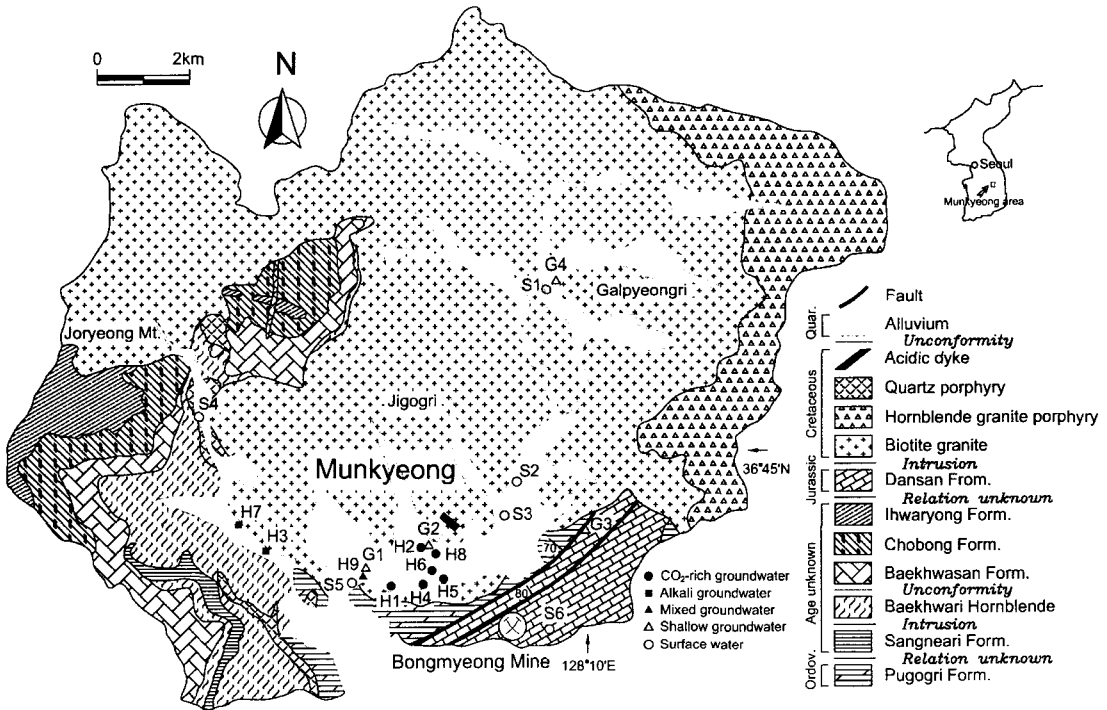 0 2km
N
Seoul
Munkyeong area
G4
S1
Galpyeongri
Joryeong Mt.
S4
Jigogri
Munkyeong
36°45'N
S2
S3
H7
H3
G2
H2
H8
G3
70
G1
H9
H6
S5
H1
H4
H5
80
S6
Bongmyeong Mine
128°10'E
CO₂-rich groundwater
Alkali groundwater
Mixed groundwater
Shallow groundwater
Surface water
Fault
Quar.
Alluvium
Unconformity
Cretaceous
Acidic dyke
Quartz porphyry
Hornblende granite porphyry
Biotite granite
Intrusion
Jurassic
Dansan From.
Relation unknown
Age unknown
Ihwaryong Form.
Chobong Form.
Baekhwasan Form.
Unconformity
Baekhwari Hornblende
Intrusion
Sangneari Form.
Relation unknown
Ordov.
Pugogri Form.